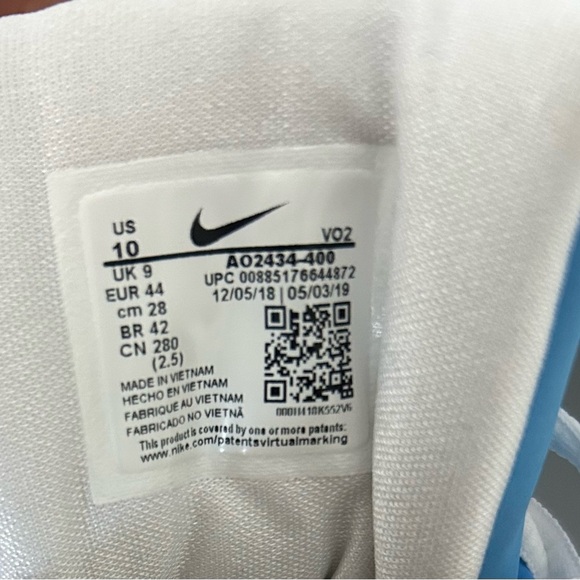 US
10
UK 9
EUR 44
cm 28
BR 42
CN 280
(2.5)
VO2
AO2434-400
UPC 00885176644872
12/05/18 | 05/03/19
MADE IN VIETNAM
HECHO EN VIETNAM
FABRIQUE AU VIETNAM
FABRICADO NO VIETNÃ
This product is covered by one or more patents:
www.nike.com/patentsvirtualmarking